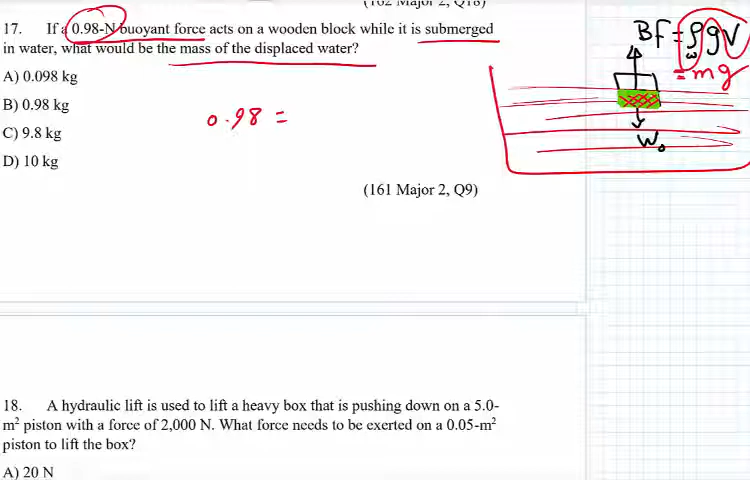 (162 Major 2, Q18)
17. If a 0.98-N buoyant force acts on a wooden block while it is submerged
in water, what would be the mass of the displaced water?
BF = ρ_w g V
= mg
A) 0.098 kg
B) 0.98 kg
C) 9.8 kg
D) 10 kg
0.98 =
W_o
(161 Major 2, Q9)
18. A hydraulic lift is used to lift a heavy box that is pushing down on a 5.0-
m² piston with a force of 2,000 N. What force needs to be exerted on a 0.05-m²
piston to lift the box?
A) 20 N